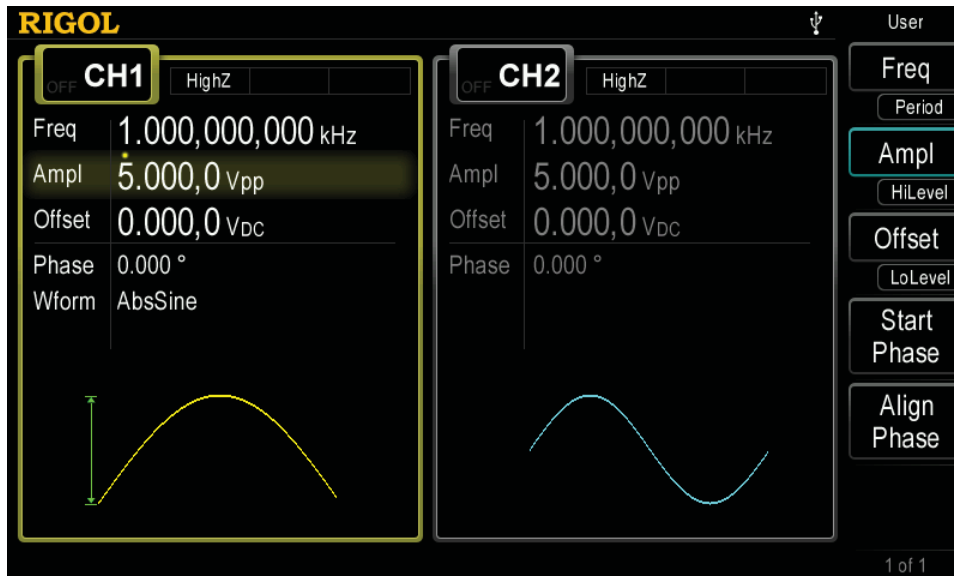 RIGOL
User
OFF CH1 HighZ
Freq 1.000,000,000 kHz
Ampl 5.000,0 Vpp
Offset 0.000,0 VDC
Phase 0.000 °
Wform AbsSine
OFF CH2 HighZ
Freq 1.000,000,000 kHz
Ampl 5.000,0 Vpp
Offset 0.000,0 VDC
Phase 0.000 °
Freq
Period
Ampl
HiLevel
Offset
LoLevel
Start
Phase
Align
Phase
1 of 1